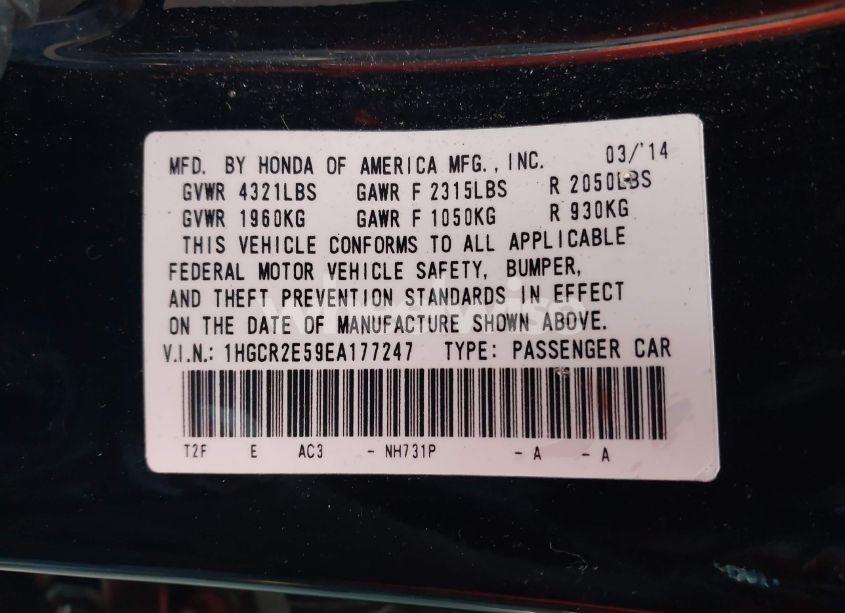 MFD. BY HONDA OF AMERICA MFG., INC. 03/'14
GVWR 4321LBS GAWR F 2315LBS R 2050LBS
GVWR 1960KG GAWR F 1050KG R 930KG
THIS VEHICLE CONFORMS TO ALL APPLICABLE
FEDERAL MOTOR VEHICLE SAFETY, BUMPER,
AND THEFT PREVENTION STANDARDS IN EFFECT
ON THE DATE OF MANUFACTURE SHOWN ABOVE.
V.I.N.: 1HGCR2E59EA177247 TYPE: PASSENGER CAR
T2F E AC3 - NH731P - A - A